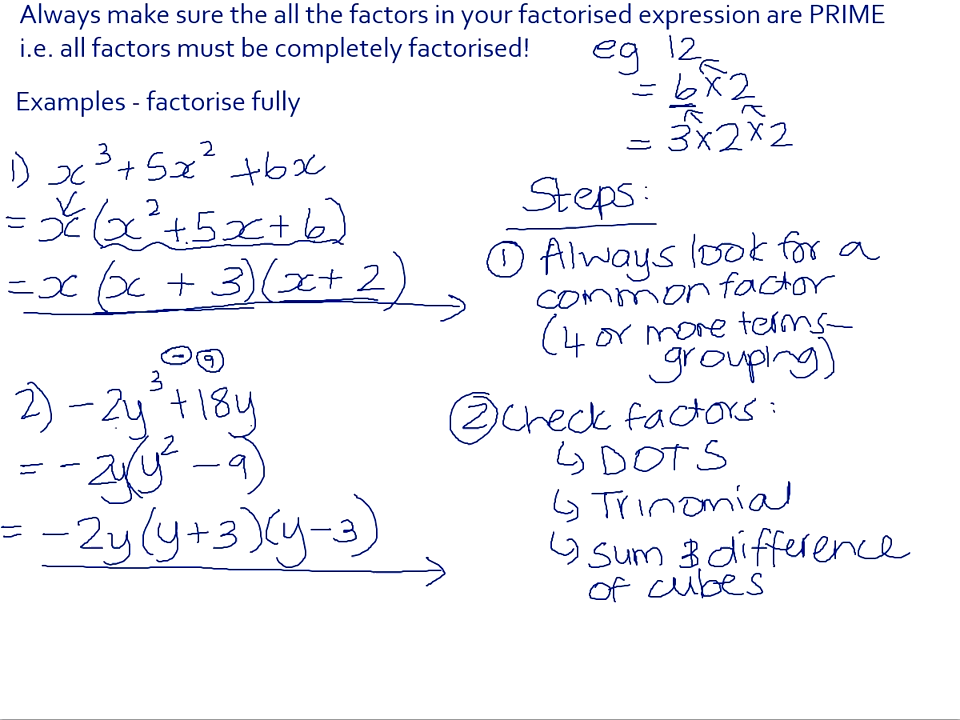 Always make sure the all the factors in your factorised expression are PRIME
i.e. all factors must be completely factorised!
eg 12
= 6 × 2
= 3 × 2 × 2
Examples - factorise fully
1) x³ + 5x² + 6x
= x(x² + 5x + 6)
= x(x + 3)(x + 2)
- 9
2) -2y³ + 18y
= -2y(y² - 9)
= -2y(y+3)(y-3)
Steps:
① Always look for a
common factor
(4 or more terms-
grouping)
② Check factors:
↳ DOTS
↳ Trinomial
↳ sum & difference
of cubes